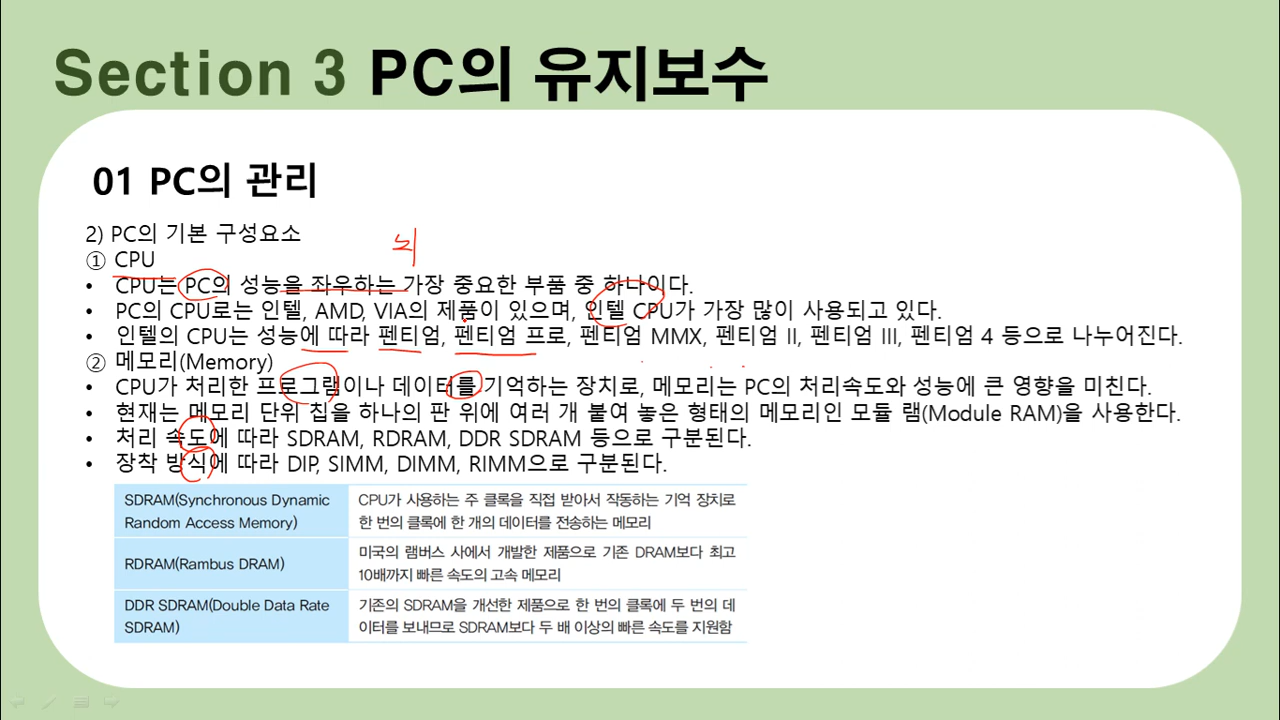 Section 3 PC의 유지보수
01 PC의 관리
2) PC의 기본 구성요소
뇌
① CPU
• CPU는 PC의 성능을 좌우하는 가장 중요한 부품 중 하나이다.
• PC의 CPU로는 인텔, AMD, VIA의 제품이 있으며, 인텔 CPU가 가장 많이 사용되고 있다.
• 인텔의 CPU는 성능에 따라 펜티엄, 펜티엄 프로, 펜티엄 MMX, 펜티엄 II, 펜티엄 III, 펜티엄 4 등으로 나누어진다.
② 메모리(Memory)
• CPU가 처리한 프로그램이나 데이터를 기억하는 장치로, 메모리는 PC의 처리속도와 성능에 큰 영향을 미친다.
• 현재는 메모리 단위 칩을 하나의 판 위에 여러 개 붙여 놓은 형태의 메모리인 모듈 램(Module RAM)을 사용한다.
• 처리 속도에 따라 SDRAM, RDRAM, DDR SDRAM 등으로 구분된다.
• 장착 방식에 따라 DIP, SIMM, DIMM, RIMM으로 구분된다.
SDRAM(Synchronous Dynamic
Random Access Memory)
CPU가 사용하는 주 클록을 직접 받아서 작동하는 기억 장치로
한 번의 클록에 한 개의 데이터를 전송하는 메모리
RDRAM(Rambus DRAM)
미국의 램버스 사에서 개발한 제품으로 기존 DRAM보다 최고
10배까지 빠른 속도의 고속 메모리
DDR SDRAM(Double Data Rate
SDRAM)
기존의 SDRAM을 개선한 제품으로 한 번의 클록에 두 번의 데
이터를 보내므로 SDRAM보다 두 배 이상의 빠른 속도를 지원함